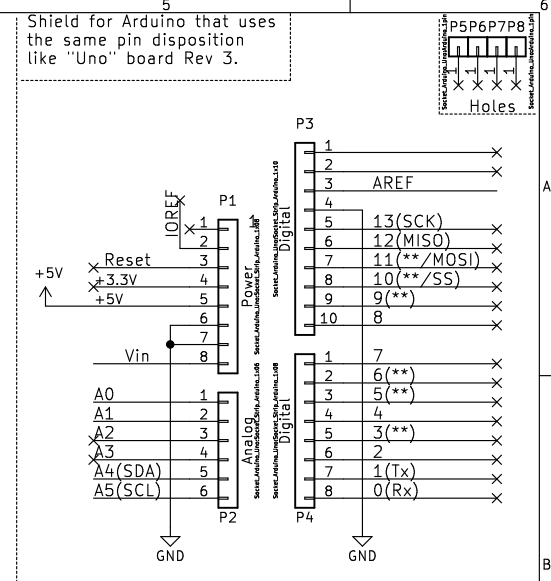 5
6
Shield for Arduino that uses
the same pin disposition
like "Uno" board Rev 3.
P5 P6 P7 P8
1 1 1 1
Holes
A
B
P3
Digital
1
2
3 AREF
4
5 13(SCK)
6 12(MISO)
7 11(**/MOSI)
8 10(**/SS)
9 9(**)
10 8
GND
P1
Power
IOREF
1
2
Reset 3
+3.3V 4
+5V
+5V 5
6
7
Vin 8
A0 1
A1 2
A2 3
A3 4
A4(SDA) 5
A5(SCL) 6
Analog
P2
GND
Digital
1 7
2 6(**)
3 5(**)
4 4
5 3(**)
6 2
7 1(Tx)
8 0(Rx)
P4